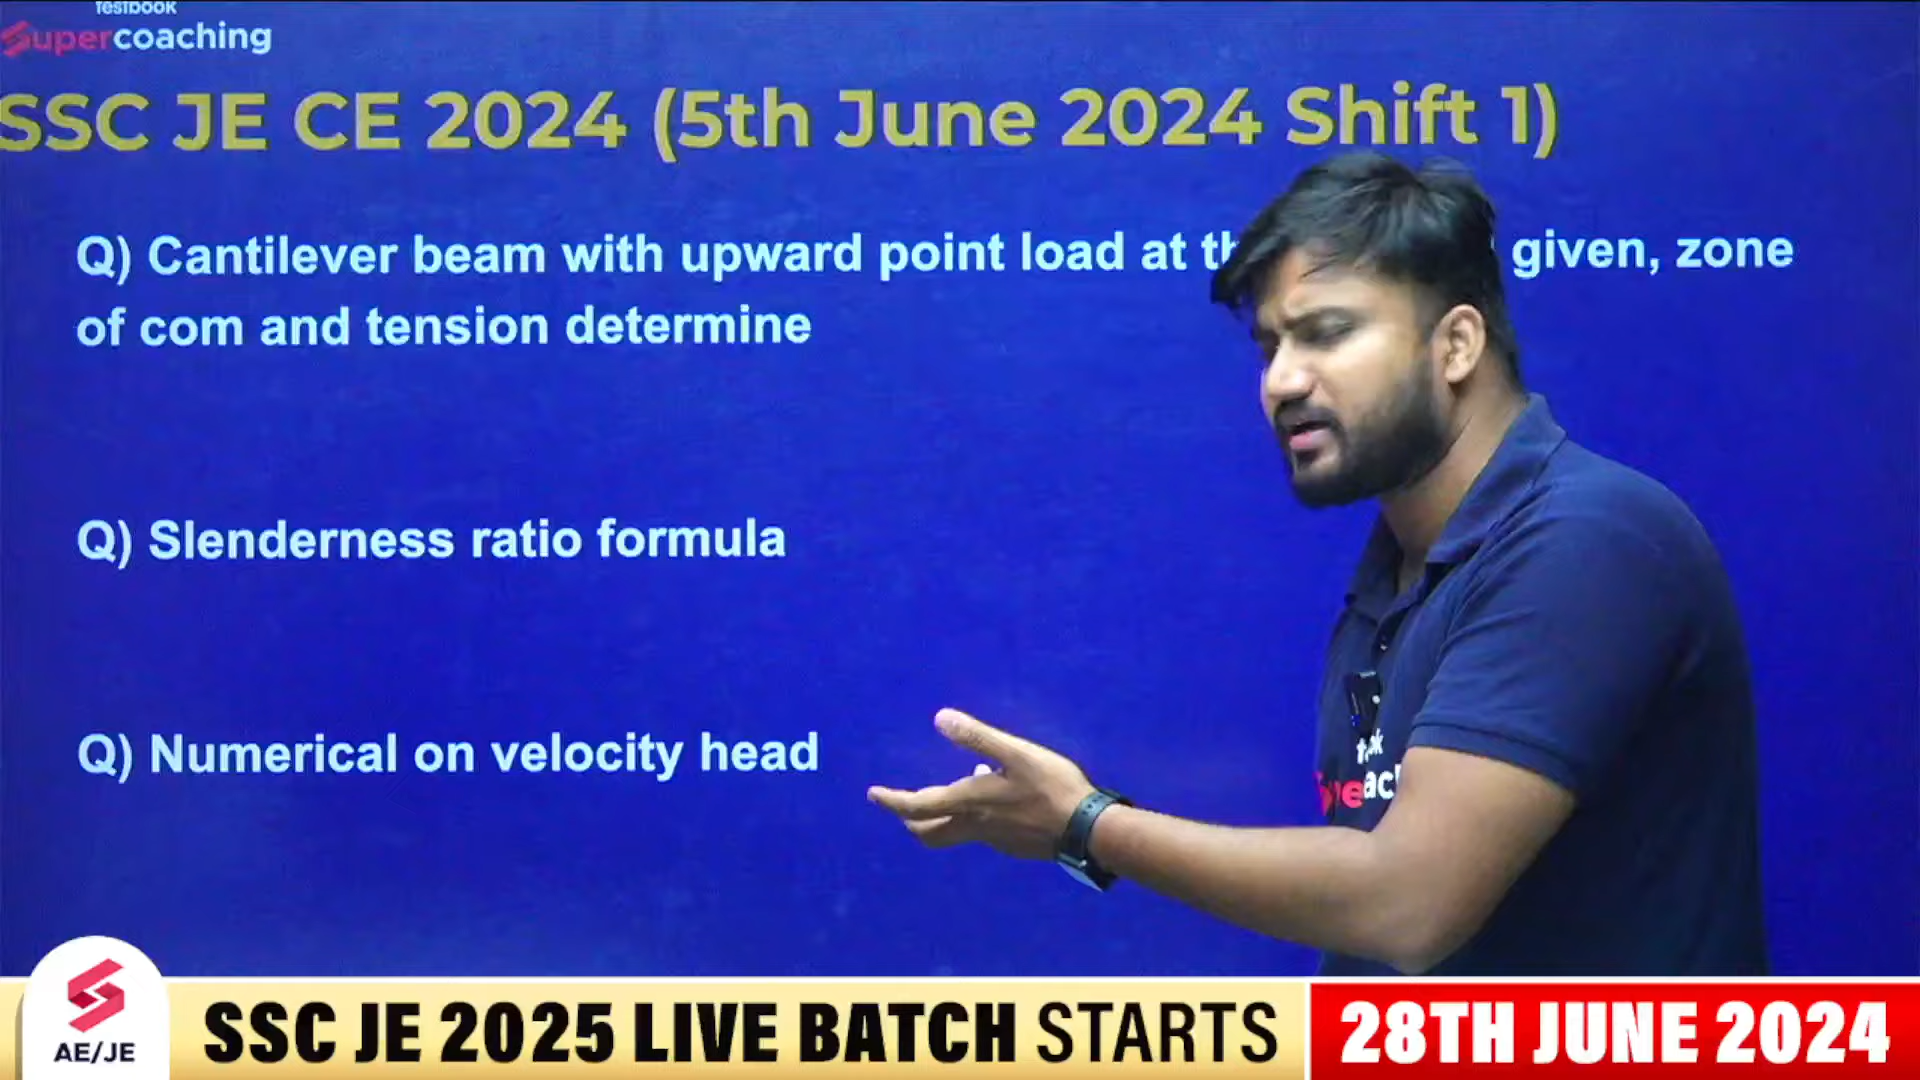 testbook
Supercoaching
SSC JE CE 2024 (5th June 2024 Shift 1)
Q) Cantilever beam with upward point load at given, zone
of com and tension determine
Q) Slenderness ratio formula
Q) Numerical on velocity head
AE/JE
SSC JE 2025 LIVE BATCH STARTS
28TH JUNE 2024